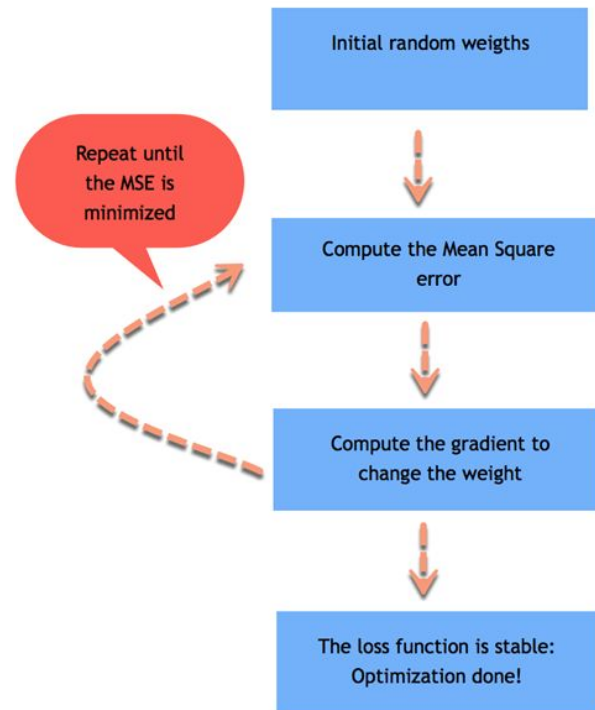 Initial random weigths
Repeat until
the MSE is
minimized
Compute the Mean Square
error
Compute the gradient to
change the weight
The loss function is stable:
Optimization done!